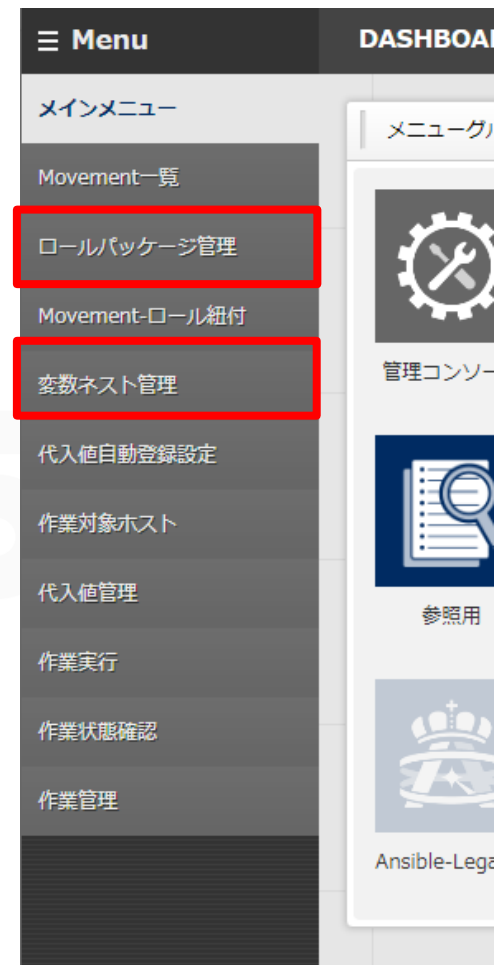 ☰ Menu
DASHBOA
メインメニュー
メニューグル
Movement一覧
ロールパッケージ管理
Movement-ロール紐付
管理コンソー
変数ネスト管理
代入値自動登録設定
作業対象ホスト
代入値管理
参照用
作業実行
作業状態確認
作業管理
Ansible-Lega